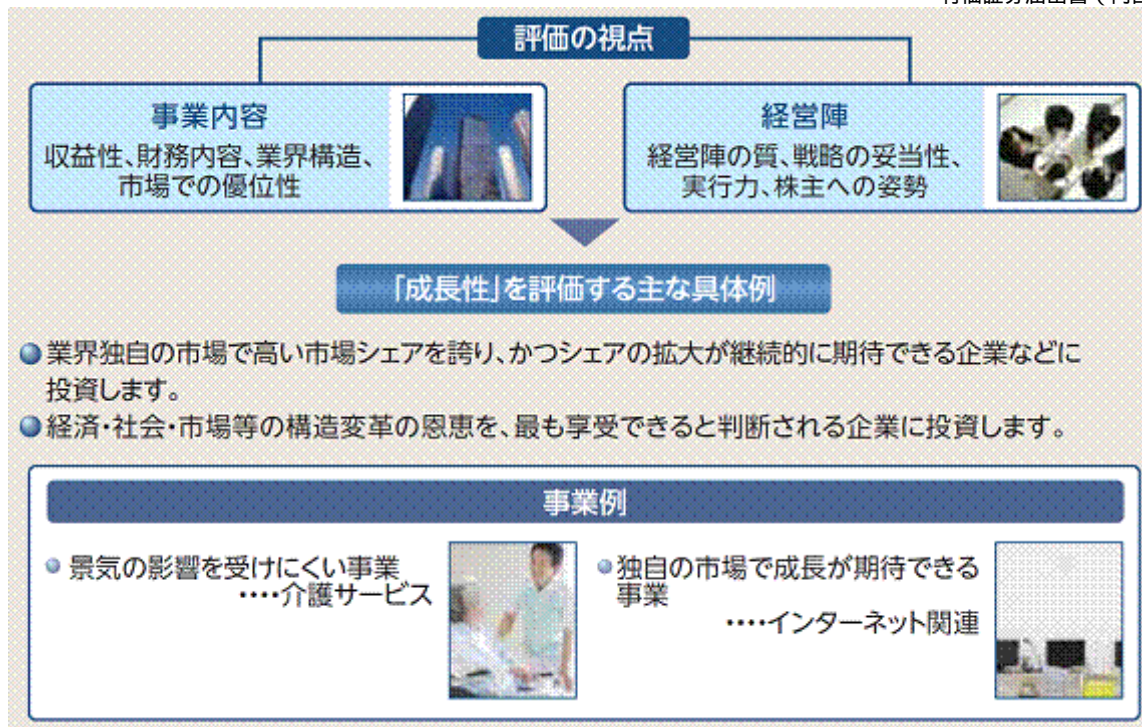 評価の視点
事業内容
収益性、財務内容、業界構造、
市場での優位性
経営陣
経営陣の質、戦略の妥当性、
実行力、株主への姿勢
「成長性」を評価する主な具体例
●業界独自の市場で高い市場シェアを誇り、かつシェアの拡大が継続的に期待できる企業などに
投資します。
●経済・社会・市場等の構造変革の恩恵を、最も享受できると判断される企業に投資します。
事業例
●景気の影響を受けにくい事業
・・・・介護サービス
●独自の市場で成長が期待できる
事業
・・・・インターネット関連